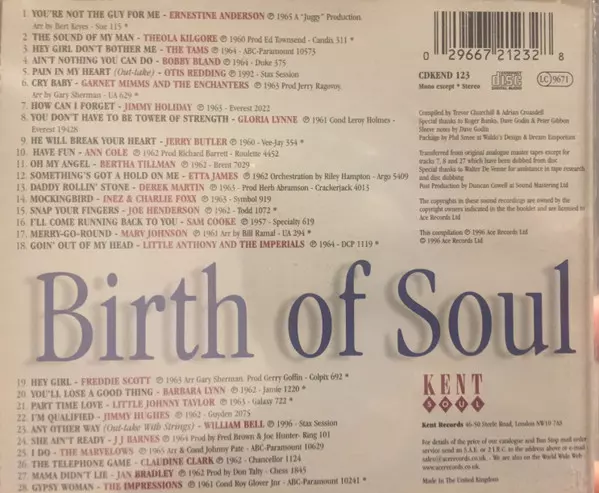 1. YOU'RE NOT THE GUY FOR ME - ERNESTINE ANDERSON ℗ 1965 A "Juggy" Production
Arr by Bert Keyes - Sue 115 *
2. THE SOUND OF MY MAN - THEOLA KILGORE ℗ 1960 Prod Ed Townsend - Candix 311 *
3. HEY GIRL DON'T BOTHER ME - THE TAMS ℗ 1964 - ABC-Paramount 10573
4. AIN'T NOTHING YOU CAN DO - BOBBY BLAND ℗ 1964 - Duke 375
5. PAIN IN MY HEART (Out-take) - OTIS REDDING ℗ 1992 - Stax Session
6. CRY BABY - GARNET MIMMS AND THE ENCHANTERS ℗ 1963 Prod Jerry Ragovoy
Arr by Gary Sherman - UA 629 *
7. HOW CAN I FORGET - JIMMY HOLIDAY ℗ 1963 - Everest 2022
8. YOU DON'T HAVE TO BE TOWER OF STRENGTH - GLORIA LYNNE ℗ 1961 Cond Leroy Holmes -
Everest 19428
9. HE WILL BREAK YOUR HEART - JERRY BUTLER ℗ 1960 - Vee-Jay 354 *
10. HAVE FUN - ANN COLE ℗ 1962 Prod Richard Barrett - Roulette 4452
11. OH MY ANGEL - BERTHA TILLMAN ℗ 1962 - Brent 7029
12. SOMETHING'S GOT A HOLD ON ME - ETTA JAMES ℗ 1962 Orchestration by Riley Hampton - Argo 5409
13. DADDY ROLLIN' STONE - DEREK MARTIN ℗ 1963 - Prod Herb Abramson - Crackerjack 4013
14. MOCKINGBIRD - INEZ & CHARLIE FOXX ℗ 1963 - Symbol 919
15. SNAP YOUR FINGERS - JOE HENDERSON ℗ 1962 - Todd 1072 *
16. I'LL COME RUNNING BACK TO YOU - SAM COOKE ℗ 1957 - Specialty 619
17. MERRY-GO-ROUND - MARV JOHNSON ℗ 1961 Arr by Bill Ramal - UA 294 *
18. GOIN' OUT OF MY HEAD - LITTLE ANTHONY AND THE IMPERIALS ℗ 1964 - DCP 1119 *
0 29667 21232 8
CDKEND 123
Mono except * Stereo
COMPACT
DISC
DIGITAL AUDIO
LC 9671
Compiled by Trevor Churchill & Adrian Croasdell
Special thanks to Roger Banks, Dave Godin & Peter Gibbon
Sleeve notes by Dave Godin
Package by Phil Smee at Waldo's Design & Dream Emporium
Transferred from original analogue master tapes except for
tracks 7, 8 and 27 which have been dubbed from disc
Special thanks to Walter De Venne for assistance in tape research
and disc dubbing
Post Production by Duncan Cowell at Sound Mastering Ltd
The copyrights in these sound recordings are owned by the
copyright owners indicated in the booklet and are licensed to
Ace Records Ltd
This compilation ℗ 1996 Ace Records Ltd
© 1996 Ace Records Ltd
Birth of Soul
19. HEY GIRL - FREDDIE SCOTT ℗ 1963 Arr Gary Sherman. Prod Gerry Goffin - Colpix 692 *
20. YOU'LL LOSE A GOOD THING - BARBARA LYNN ℗ 1962 - Jamie 1220 *
21. PART TIME LOVE - LITTLE JOHNNY TAYLOR ℗ 1963 - Galaxy 722 *
22. I'M QUALIFIED - JIMMY HUGHES ℗ 1962 - Guyden 2075
23. ANY OTHER WAY (Out-take With Strings) - WILLIAM BELL ℗ 1996 - Stax Session
24. SHE AIN'T READY - J J BARNES ℗ 1964 Prod by Fred Brown & Joe Hunter- Ring 101
25. I DO - THE MARVELOWS ℗ 1965 Arr & Cond Johnny Pate - ABC-Paramount 10629
26. THE TELEPHONE GAME - CLAUDINE CLARK ℗ 1962 - Chancellor 1124
27. MAMA DIDN'T LIE - JAN BRADLEY ℗ 1962 Prod by Don Talty - Chess 1845
28. GYPSY WOMAN - THE IMPRESSIONS ℗ 1961 Cond Roy Glover Jnr - ABC-Paramount 10241 *
KENT
SOUL
Kent Records 46-50 Steele Road, London NW10 7AS
For details of the price of our catalogue and Bon Stop mail order
service send an S.A.E. or 2 I.R.C. at the address above or e-mail
sales@acerecords.co.uk. - We are also on the Wide Web
www.acerecords.co.uk.
Made In The United Kingdom